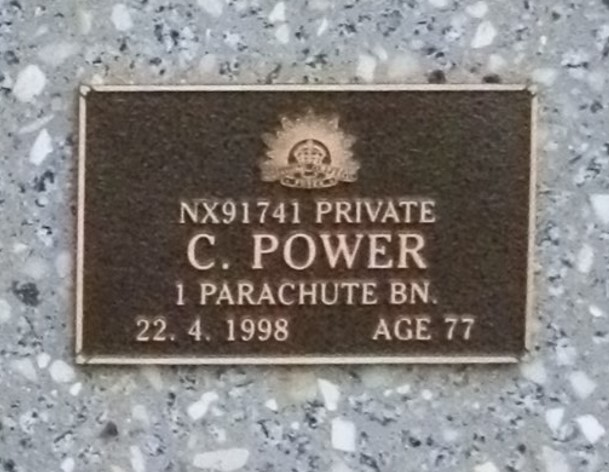 NX91741 PRIVATE
C. POWER
1 PARACHUTE BN.
22. 4. 1998 AGE 77